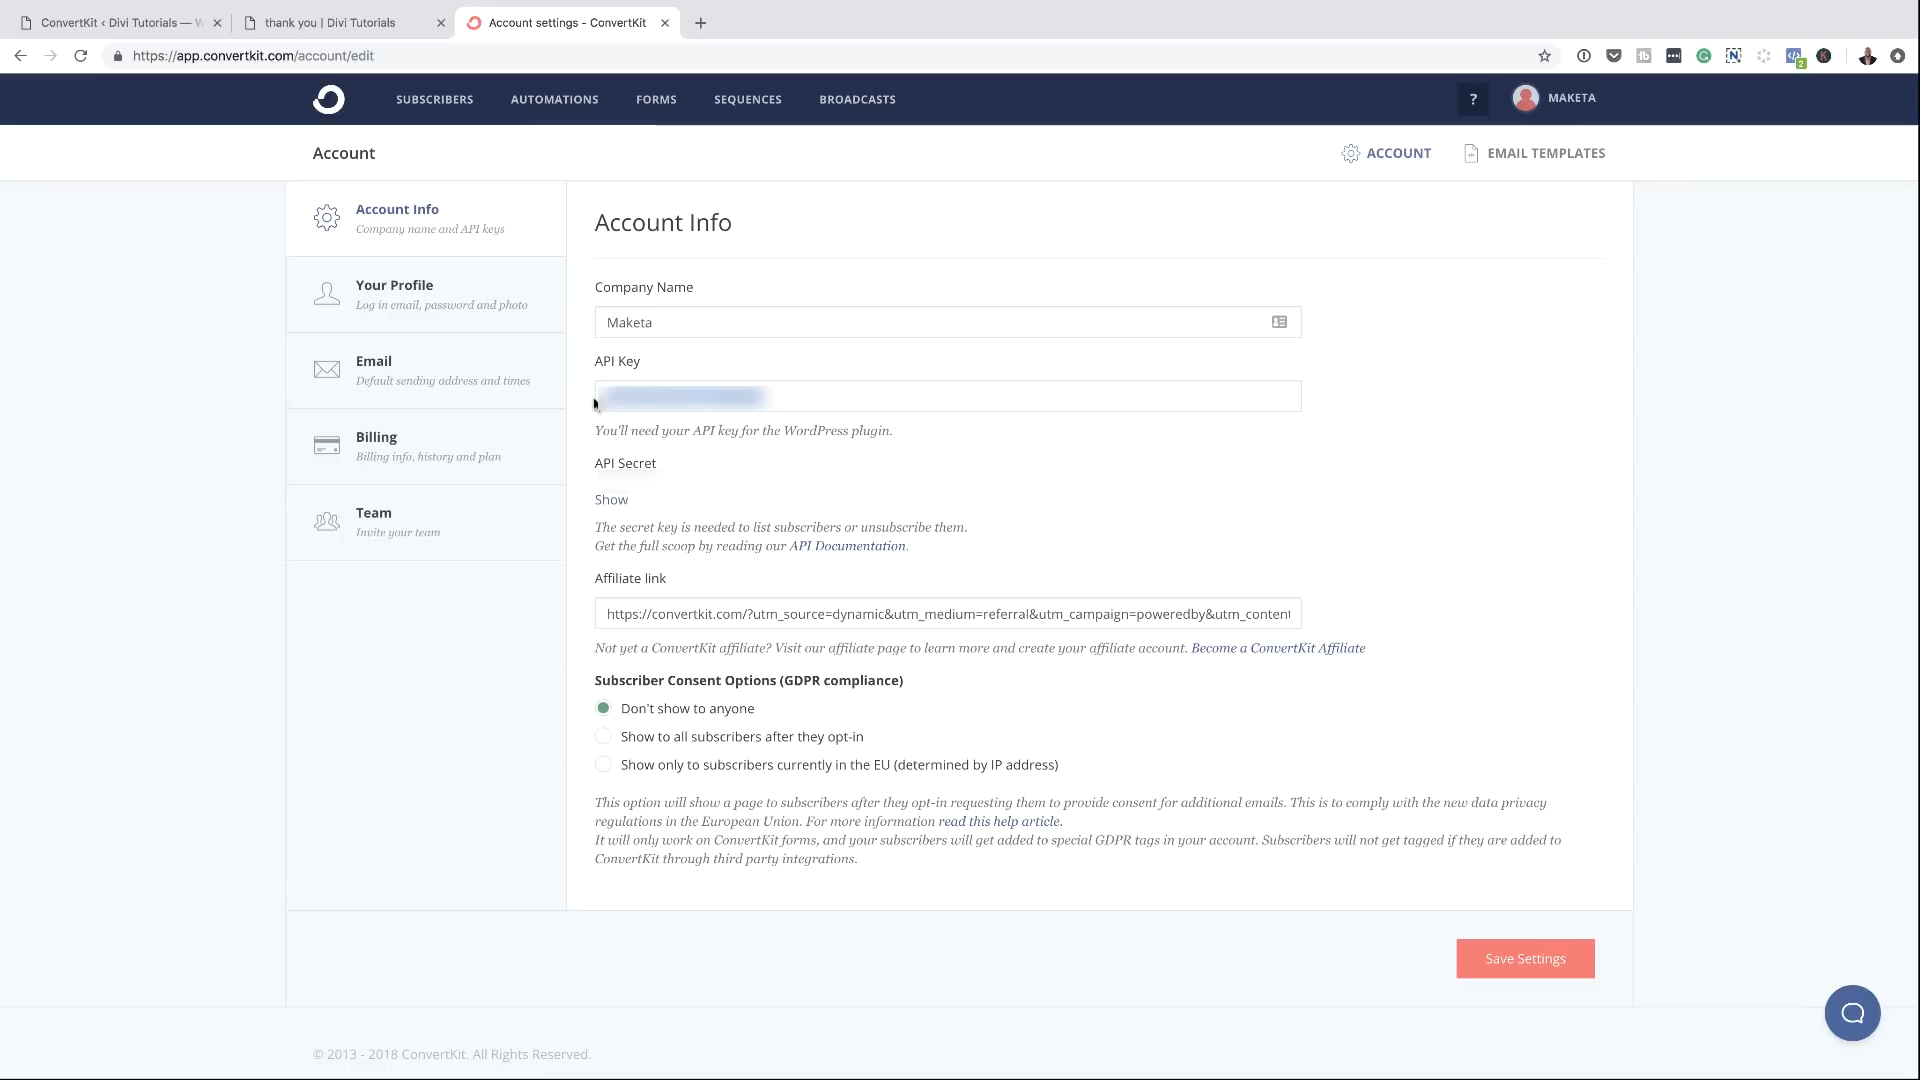 ConvertKit ‹ Divi Tutorials — W
thank you | Divi Tutorials
Account settings - ConvertKit
https://app.convertkit.com/account/edit
SUBSCRIBERS
AUTOMATIONS
FORMS
SEQUENCES
BROADCASTS
?
MAKETA
Account
ACCOUNT
EMAIL TEMPLATES
Account Info
Company name and API keys
Your Profile
Log in email, password and photo
Email
Default sending address and times
Billing
Billing info, history and plan
Team
Invite your team
Account Info
Company Name
Maketa
API Key
You'll need your API key for the WordPress plugin.
API Secret
Show
The secret key is needed to list subscribers or unsubscribe them.
Get the full scoop by reading our API Documentation.
Affiliate link
https://convertkit.com/?utm_source=dynamic&utm_medium=referral&utm_campaign=poweredby&utm_content
Not yet a ConvertKit affiliate? Visit our affiliate page to learn more and create your affiliate account. Become a ConvertKit Affiliate
Subscriber Consent Options (GDPR compliance)
Don't show to anyone
Show to all subscribers after they opt-in
Show only to subscribers currently in the EU (determined by IP address)
This option will show a page to subscribers after they opt-in requesting them to provide consent for additional emails. This is to comply with the new data privacy
regulations in the European Union. For more information read this help article.
It will only work on ConvertKit forms, and your subscribers will get added to special GDPR tags in your account. Subscribers will not get tagged if they are added to
ConvertKit through third party integrations.
Save Settings
© 2013 - 2018 ConvertKit. All Rights Reserved.